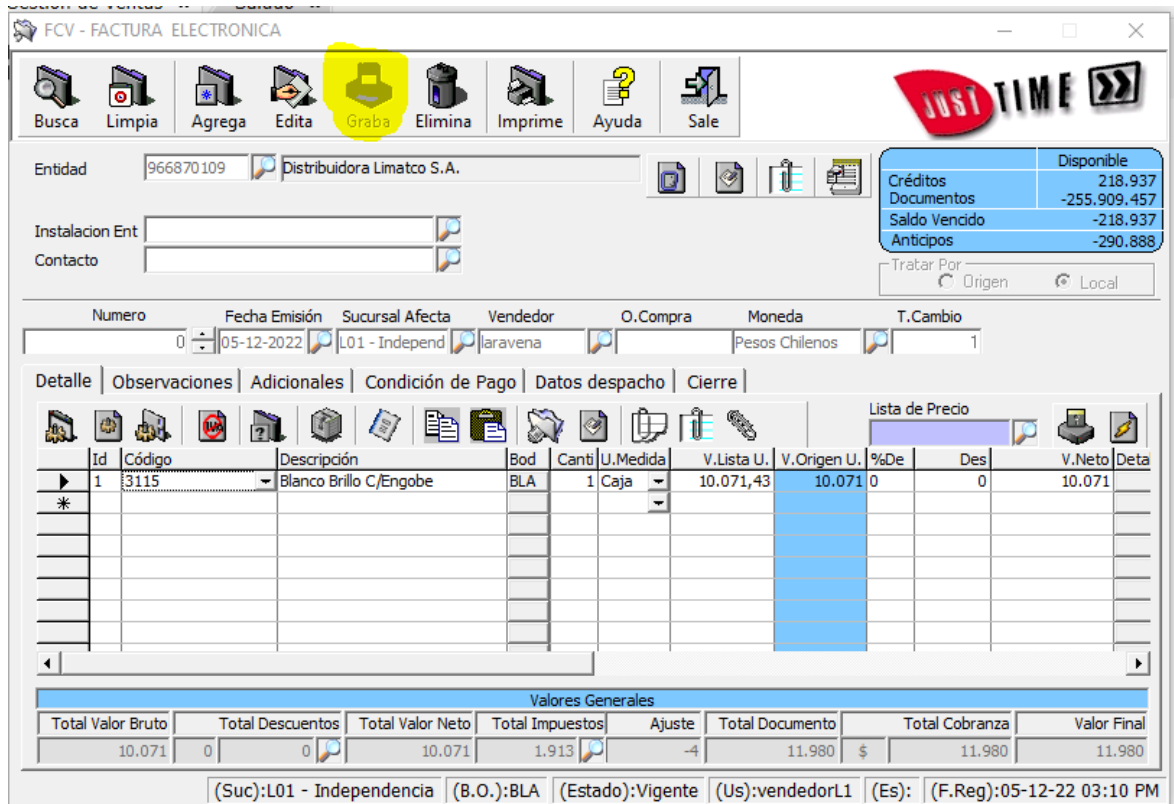 FCV - FACTURA ELECTRONICA
Busca Limpia Agrega Edita Graba Elimina Imprime Ayuda Sale
JUST TIME
Entidad 966870109 Distribuidora Limatco S.A.
Disponible
Créditos 218.937
Documentos -255.909.457
Saldo Vencido -218.937
Anticipos -290.888
Instalacion Ent
Contacto
Tratar Por
Origen Local
Numero Fecha Emisión Sucursal Afecta Vendedor O.Compra Moneda T.Cambio
0 05-12-2022 L01 - Independ laravena Pesos Chilenos 1
Detalle Observaciones Adicionales Condición de Pago Datos despacho Cierre
Lista de Precio
Id Código Descripción Bod Canti U.Medida V.Lista U. V.Origen U. %De Des V.Neto Deta
1 3115 Blanco Brillo C/Engobe BLA 1 Caja 10.071,43 10.071 0 0 10.071
*
Valores Generales
Total Valor Bruto Total Descuentos Total Valor Neto Total Impuestos Ajuste Total Documento Total Cobranza Valor Final
10.071 0 0 10.071 1.913 -4 11.980 $ 11.980 11.980
(Suc):L01 - Independencia (B.O.):BLA (Estado):Vigente (Us):vendedorL1 (Es): (F.Reg):05-12-22 03:10 PM